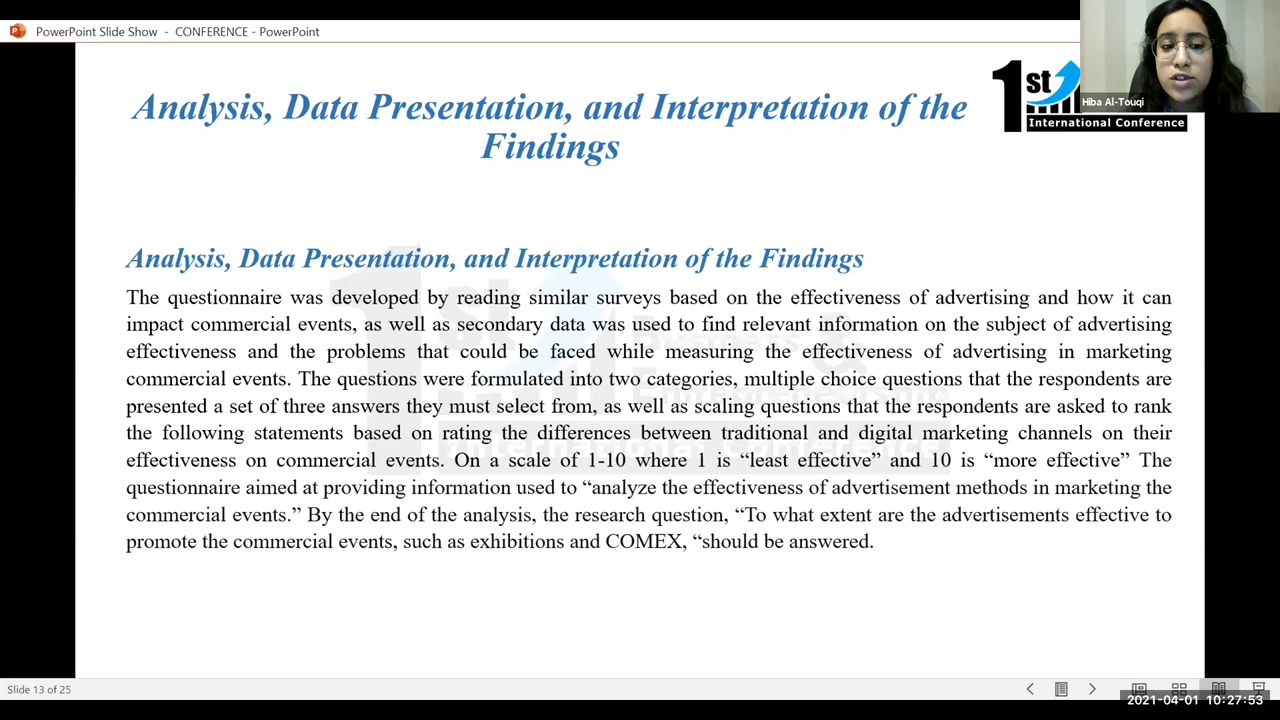 PowerPoint Slide Show - CONFERENCE - PowerPoint
Analysis, Data Presentation, and Interpretation of the
Findings
1st
International Conference
Hiba Al-Touqi
Analysis, Data Presentation, and Interpretation of the Findings
The questionnaire was developed by reading similar surveys based on the effectiveness of advertising and how it can
impact commercial events, as well as secondary data was used to find relevant information on the subject of advertising
effectiveness and the problems that could be faced while measuring the effectiveness of advertising in marketing
commercial events. The questions were formulated into two categories, multiple choice questions that the respondents are
presented a set of three answers they must select from, as well as scaling questions that the respondents are asked to rank
the following statements based on rating the differences between traditional and digital marketing channels on their
effectiveness on commercial events. On a scale of 1-10 where 1 is “least effective” and 10 is “more effective” The
questionnaire aimed at providing information used to “analyze the effectiveness of advertisement methods in marketing the
commercial events.” By the end of the analysis, the research question, “To what extent are the advertisements effective to
promote the commercial events, such as exhibitions and COMEX, “should be answered.
Slide 13 of 25
2021-04-01 10:27:53